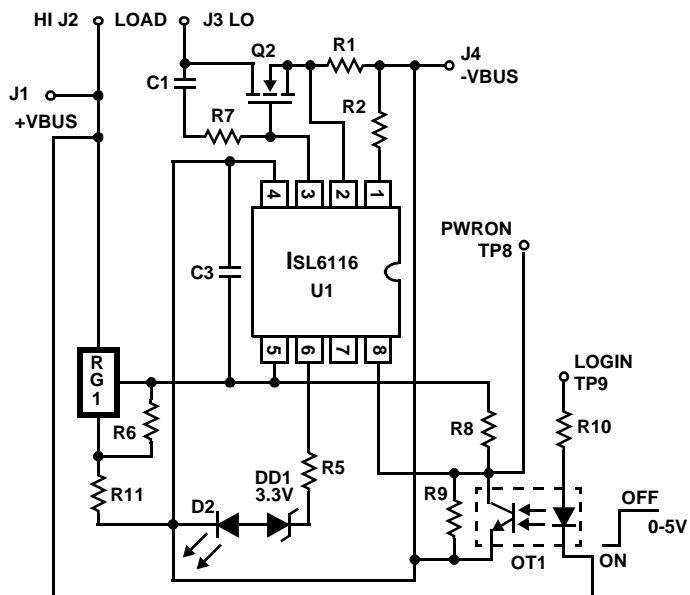 HI J2 LOAD J3 LO
Q2
R1
J4
-VBUS
C1
J1
+VBUS
R7
R2
4 3 2 1
ISL6116
U1
C3
PWRON
TP8
5 6 7 8
RG1
LOGIN
TP9
R6
R8
R10
R11
R5
DD1
3.3V
D2
R9
OFF
0-5V
ON
OT1